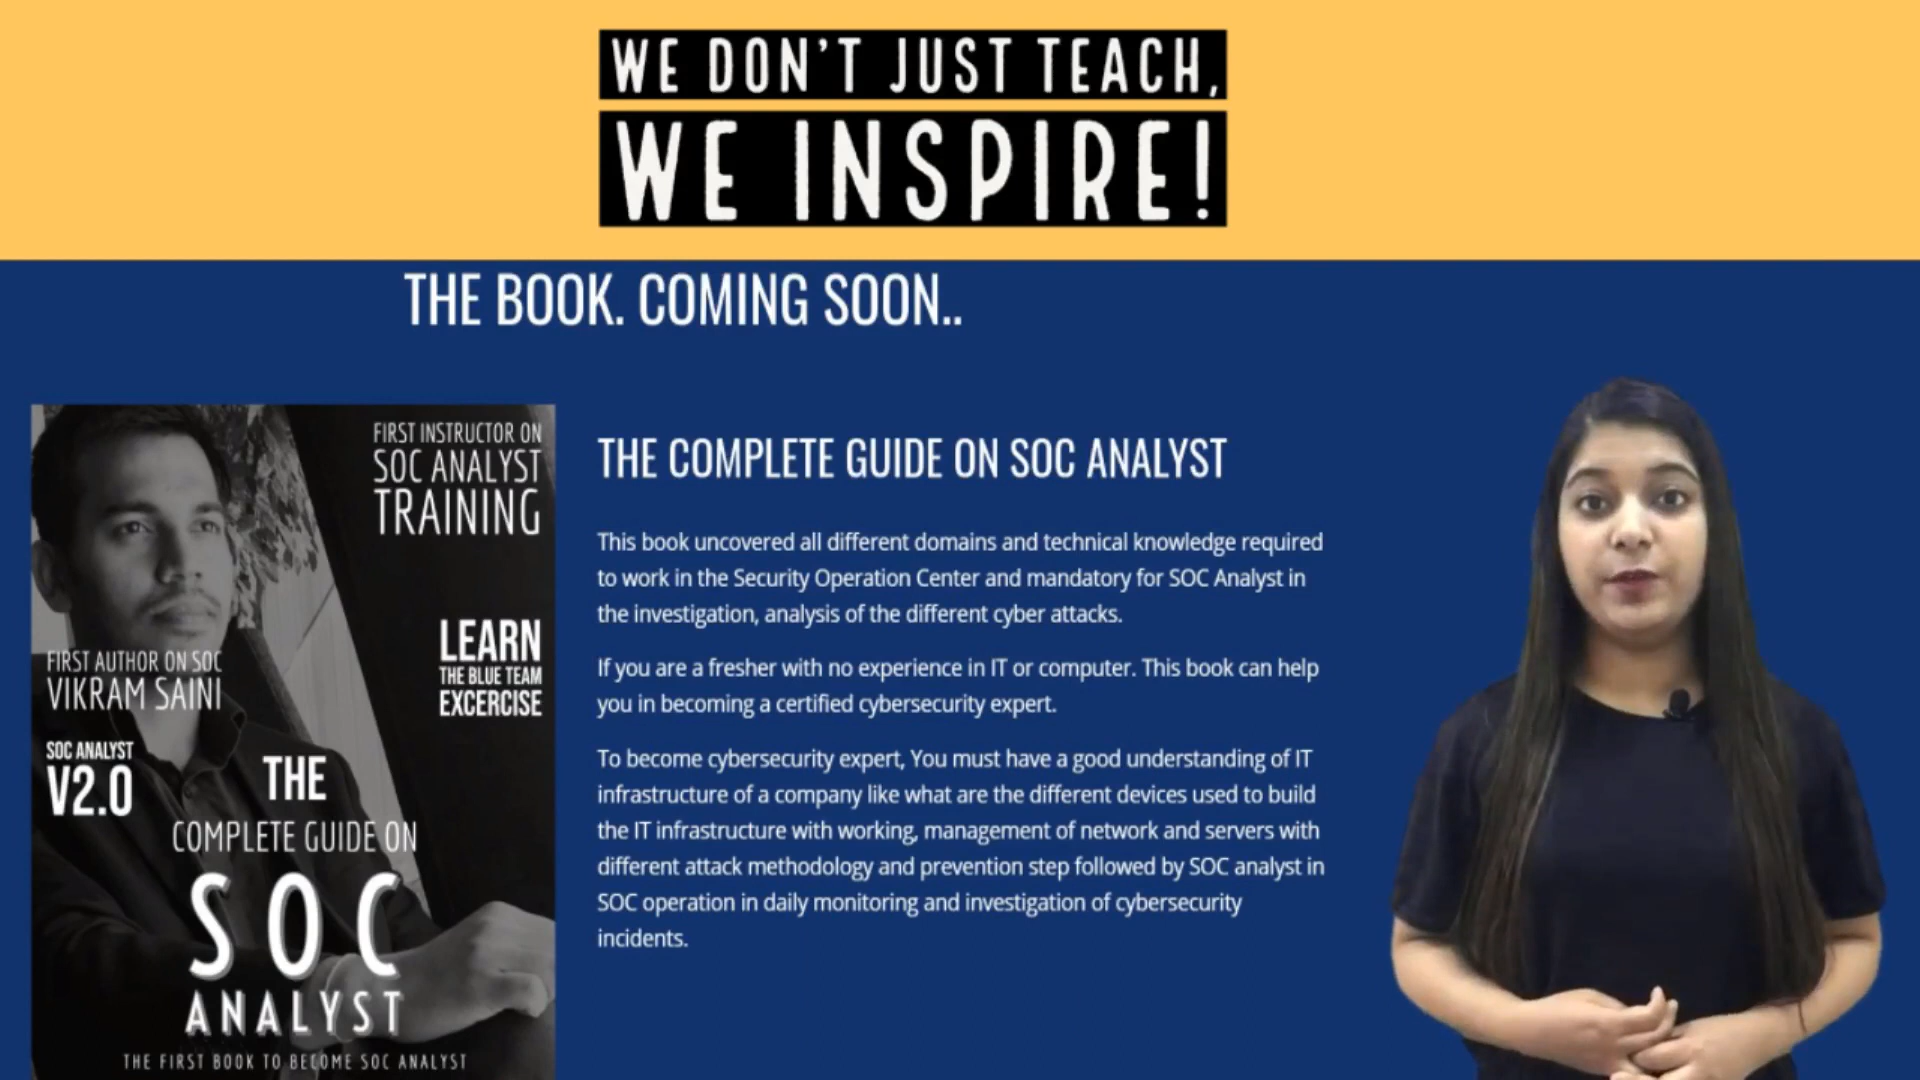 WE DON'T JUST TEACH,
WE INSPIRE!
THE BOOK. COMING SOON..
FIRST INSTRUCTOR ON
SOC ANALYST
TRAINING
LEARN
THE BLUE TEAM
EXCERCISE
FIRST AUTHOR ON SOC
VIKRAM SAINI
SOC ANALYST
V2.0
THE
COMPLETE GUIDE ON
SOC
ANALYST
THE FIRST BOOK TO BECOME SOC ANALYST
THE COMPLETE GUIDE ON SOC ANALYST
This book uncovered all different domains and technical knowledge required
to work in the Security Operation Center and mandatory for SOC Analyst in
the investigation, analysis of the different cyber attacks.
If you are a fresher with no experience in IT or computer. This book can help
you in becoming a certified cybersecurity expert.
To become cybersecurity expert, You must have a good understanding of IT
infrastructure of a company like what are the different devices used to build
the IT infrastructure with working, management of network and servers with
different attack methodology and prevention step followed by SOC analyst in
SOC operation in daily monitoring and investigation of cybersecurity
incidents.